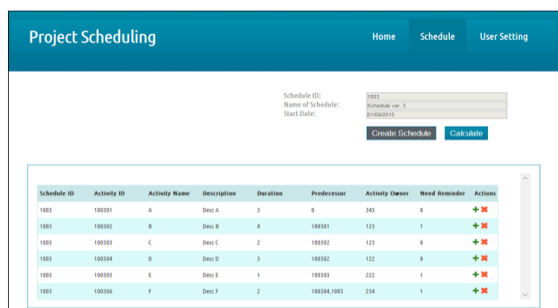 Project Scheduling
Home Schedule User Setting
Schedule ID: 1003
Name of Schedule: Schedule ver. 3
Start Date: 01/09/2015
Create Schedule Calculate
Schedule ID Activity ID Activity Name Description Duration Predecessor Activity Owner Need Reminder Actions
1003 100301 A Desc A 3 0 345 0
1003 100302 B Desc B 4 100301 123 1
1003 100303 C Desc C 2 100302 123 0
1003 100304 D Desc D 3 100302 122 0
1003 100305 E Desc E 1 100303 222 1
1003 100306 F Desc F 2 100304,1003 234 1